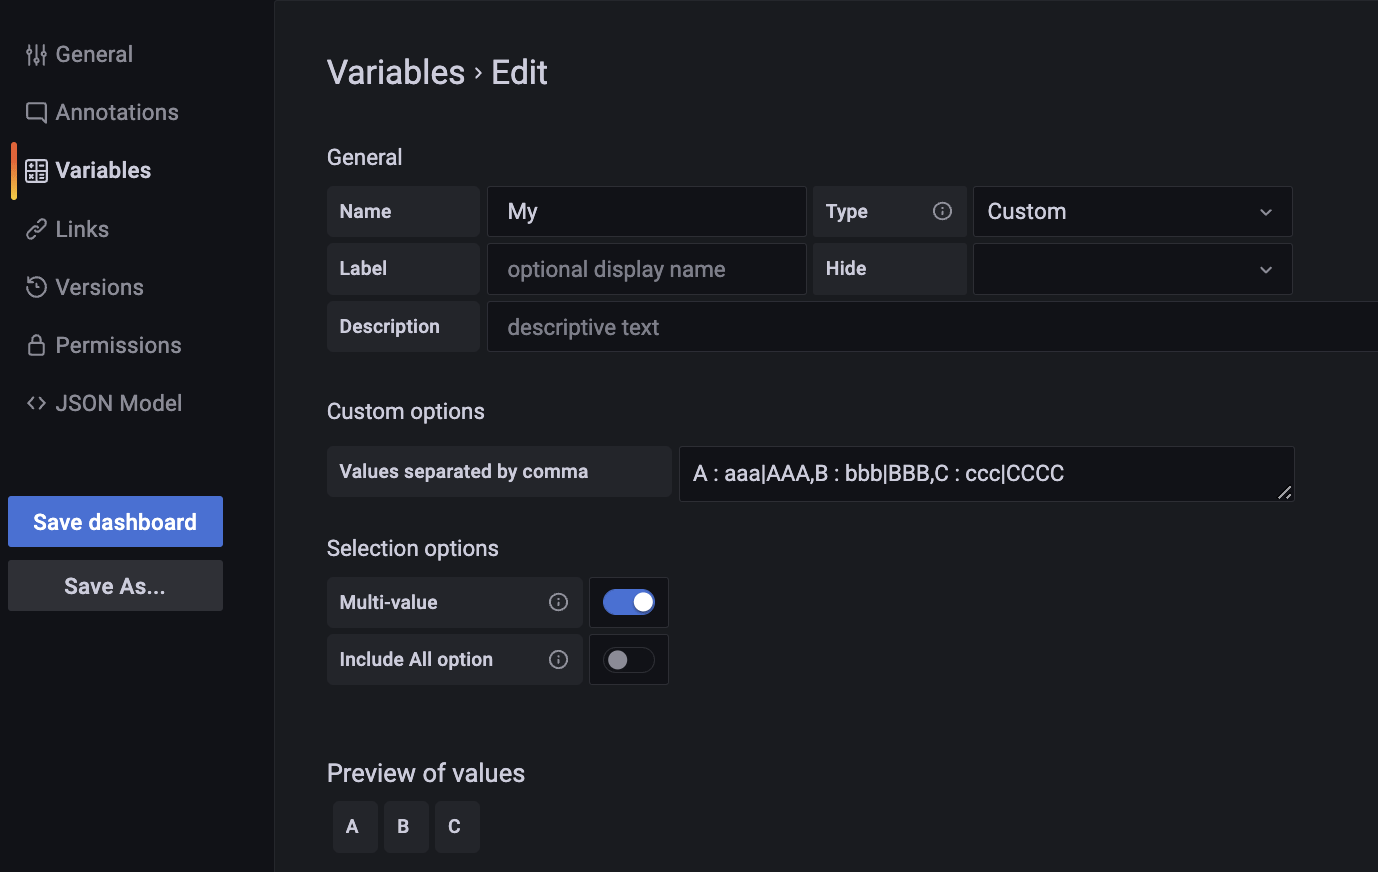 General
Annotations
Variables
Links
Versions
Permissions
JSON Model
Save dashboard
Save As...
Variables › Edit
General
Name My Type Custom
Label optional display name Hide
Description descriptive text
Custom options
Values separated by comma A : aaa|AAA,B : bbb|BBB,C : ccc|CCCC
Selection options
Multi-value
Include All option
Preview of values
A B C